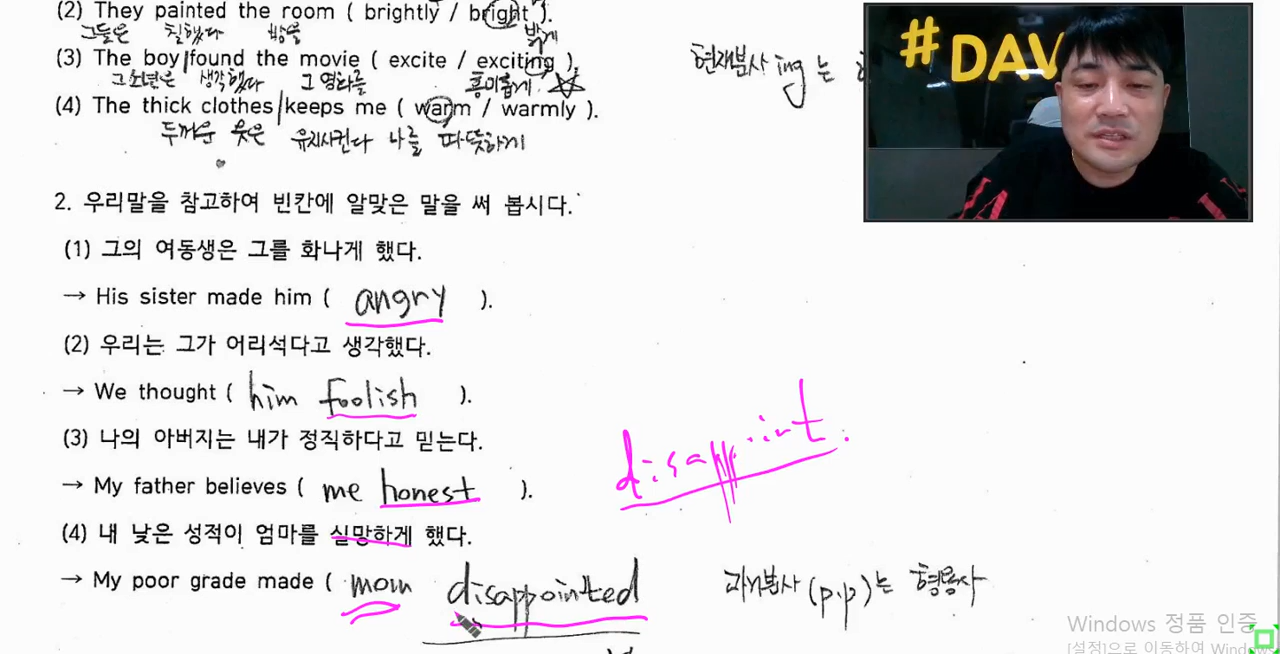 (2) They painted the room ( brightly / bright ).
그들은 칠했다 방을 밝게
(3) The boy/found the movie ( excite / exciting ).
그 소년은 생각했다 그 영화를 흥미롭게 ☆
현재분사 ing 는
#DAV
(4) The thick clothes/keeps me ( warm / warmly ).
두꺼운 옷은 유지시킨다 나를 따뜻하게
2. 우리말을 참고하여 빈칸에 알맞은 말을 써 봅시다.
(1) 그의 여동생은 그를 화나게 했다.
→ His sister made him ( angry ).
(2) 우리는 그가 어리석다고 생각했다.
→ We thought ( him foolish ).
(3) 나의 아버지는 내가 정직하다고 믿는다.
disappoint.
→ My father believes ( me honest ).
(4) 내 낮은 성적이 엄마를 실망하게 했다.
→ My poor grade made ( mom disappointed
과거분사 (p.p)는 형용사
Windows 정품 인증
[설정]으로 이동하여 Windows